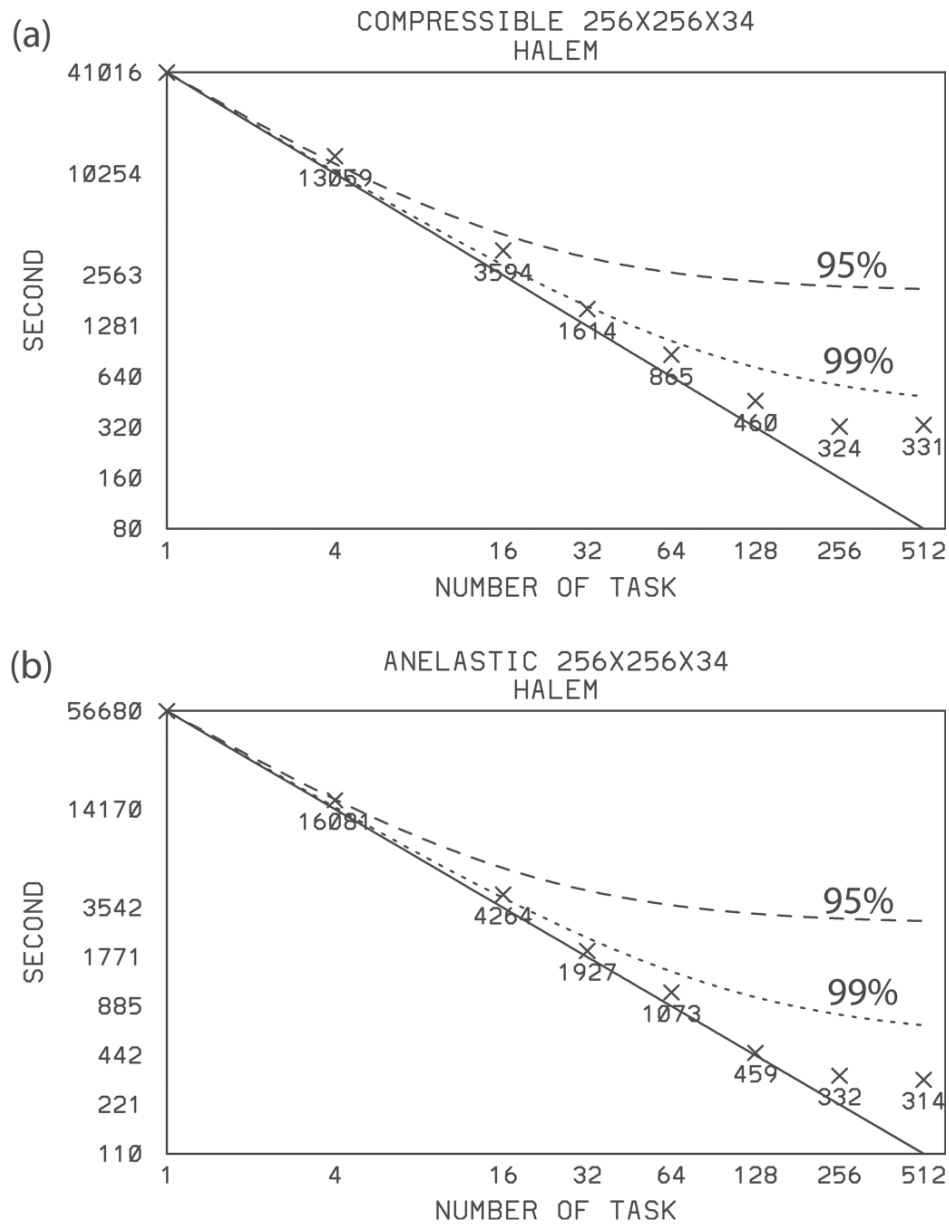 (a)
COMPRESSIBLE 256X256X34
HALEM
41016
10254
2563
1281
640
320
160
80
SECOND
13059
3594
1614
865
460
324
331
95%
99%
1 4 16 32 64 128 256 512
NUMBER OF TASK
(b)
ANELASTIC 256X256X34
HALEM
56680
14170
3542
1771
885
442
221
110
SECOND
16081
4264
1927
1073
459
332
314
95%
99%
1 4 16 32 64 128 256 512
NUMBER OF TASK